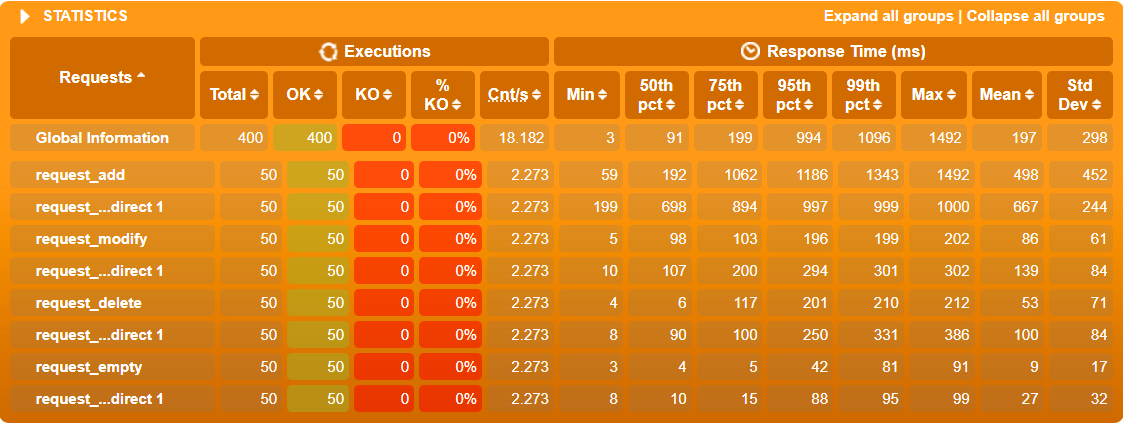 STATISTICS Expand all groups | Collapse all groups
Requests Executions Response Time (ms)
Total OK KO % KO Cnt/s Min 50th pct 75th pct 95th pct 99th pct Max Mean Std Dev
Global Information 400 400 0 0% 18.182 3 91 199 994 1096 1492 197 298
request_add 50 50 0 0% 2.273 59 192 1062 1186 1343 1492 498 452
request_...direct 1 50 50 0 0% 2.273 199 698 894 997 999 1000 667 244
request_modify 50 50 0 0% 2.273 5 98 103 196 199 202 86 61
request_...direct 1 50 50 0 0% 2.273 10 107 200 294 301 302 139 84
request_delete 50 50 0 0% 2.273 4 6 117 201 210 212 53 71
request_...direct 1 50 50 0 0% 2.273 8 90 100 250 331 386 100 84
request_empty 50 50 0 0% 2.273 3 4 5 42 81 91 9 17
request_...direct 1 50 50 0 0% 2.273 8 10 15 88 95 99 27 32